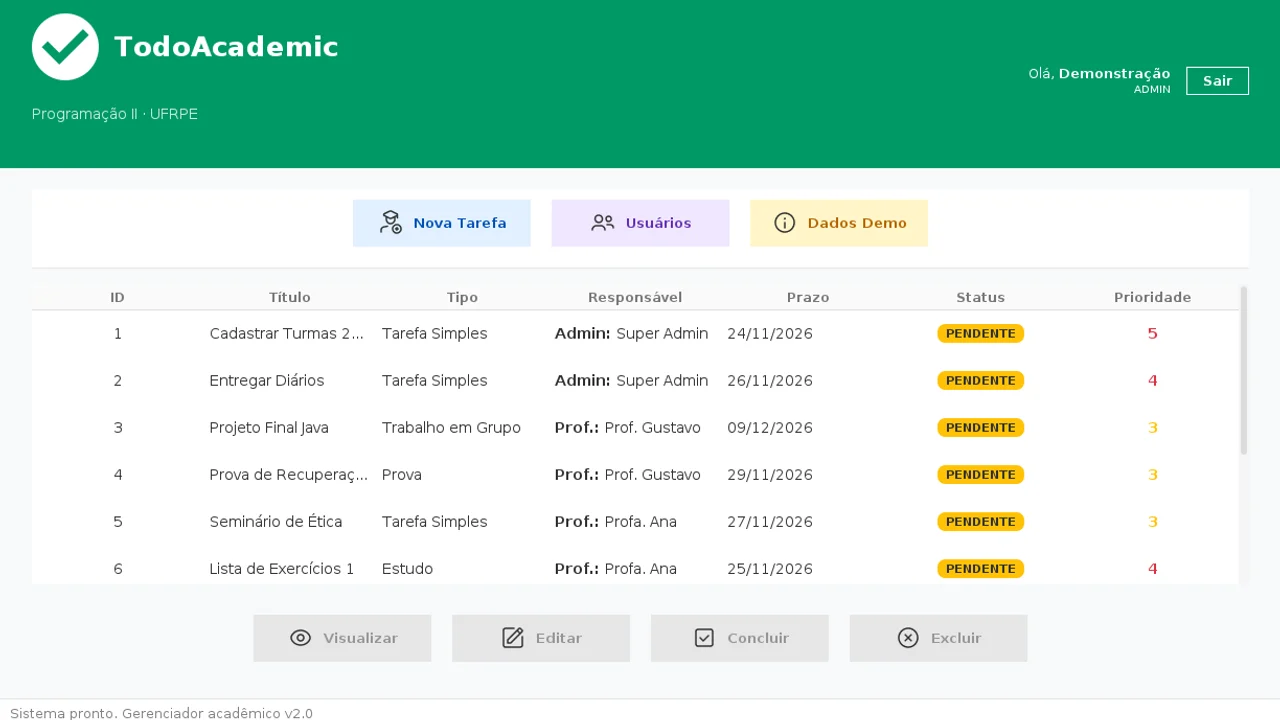 TodoAcademic
Programação II · UFRPE
Olá, Demonstração
ADMIN
Sair
Nova Tarefa Usuários Dados Demo
ID Título Tipo Responsável Prazo Status Prioridade
1 Cadastrar Turmas 2... Tarefa Simples Admin: Super Admin 24/11/2026 PENDENTE 5
2 Entregar Diários Tarefa Simples Admin: Super Admin 26/11/2026 PENDENTE 4
3 Projeto Final Java Trabalho em Grupo Prof.: Prof. Gustavo 09/12/2026 PENDENTE 3
4 Prova de Recuperaç... Prova Prof.: Prof. Gustavo 29/11/2026 PENDENTE 3
5 Seminário de Ética Tarefa Simples Prof.: Profa. Ana 27/11/2026 PENDENTE 3
6 Lista de Exercícios 1 Estudo Prof.: Profa. Ana 25/11/2026 PENDENTE 4
Visualizar Editar Concluir Excluir
Sistema pronto. Gerenciador acadêmico v2.0